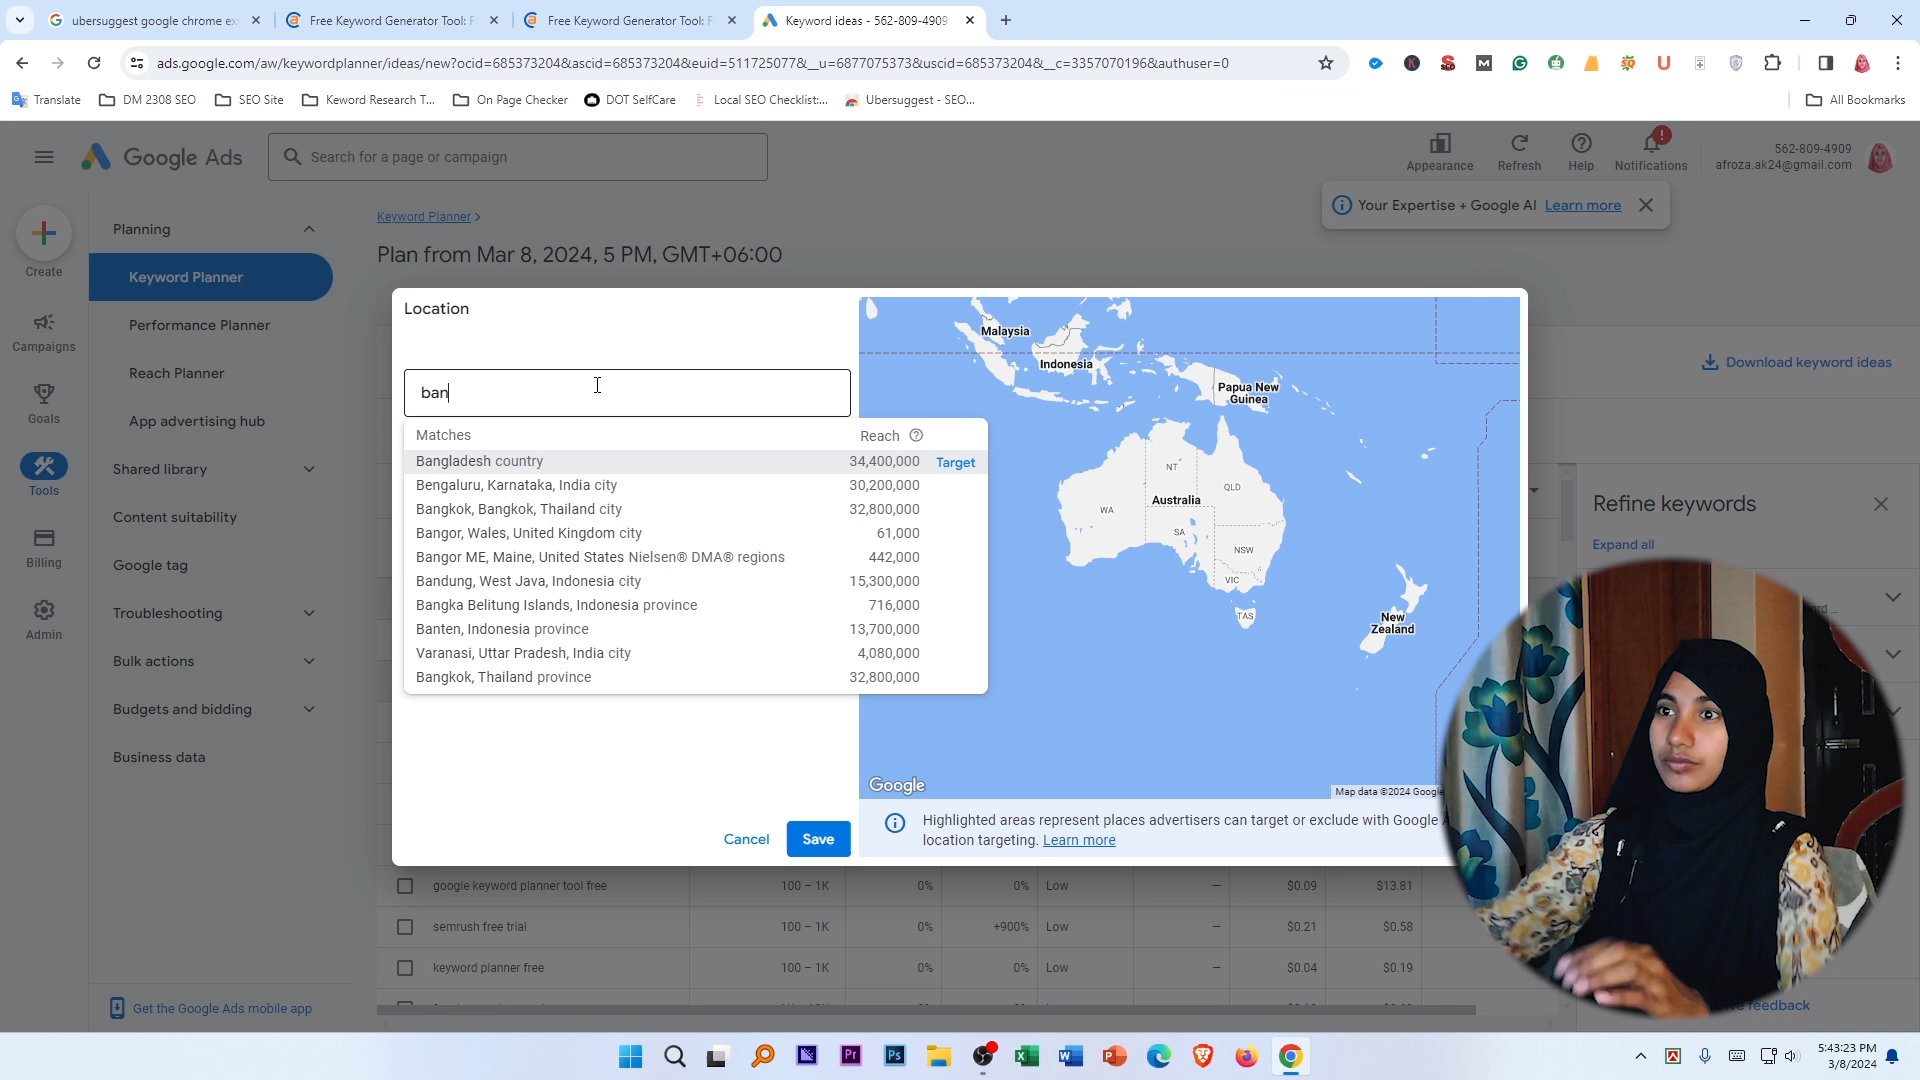 ubersuggest google chrome ex
Free Keyword Generator Tool: F
Free Keyword Generator Tool: F
Keyword ideas - 562-809-4909
ads.google.com/aw/keywordplanner/ideas/new?ocid=685373204&ascid=685373204&euid=511725077&__u=6877075373&uscid=685373204&__c=3357070196&authuser=0
Translate
DM 2308 SEO
SEO Site
Keword Research T...
On Page Checker
DOT SelfCare
Local SEO Checklist:...
Ubersuggest - SEO...
All Bookmarks
Google Ads
Search for a page or campaign
Appearance
Refresh
Help
Notifications
562-809-4909
afroza.ak24@gmail.com
Your Expertise + Google AI Learn more
Create
Campaigns
Goals
Tools
Billing
Admin
Planning
Keyword Planner
Performance Planner
Reach Planner
App advertising hub
Shared library
Content suitability
Google tag
Troubleshooting
Bulk actions
Budgets and bidding
Business data
Get the Google Ads mobile app
Keyword Planner
Plan from Mar 8, 2024, 5 PM, GMT+06:00
Download keyword ideas
Location
ban
Matches Reach
Bangladesh country 34,400,000 Target
Bengaluru, Karnataka, India city 30,200,000
Bangkok, Bangkok, Thailand city 32,800,000
Bangor, Wales, United Kingdom city 61,000
Bangor ME, Maine, United States Nielsen® DMA® regions 442,000
Bandung, West Java, Indonesia city 15,300,000
Bangka Belitung Islands, Indonesia province 716,000
Banten, Indonesia province 13,700,000
Varanasi, Uttar Pradesh, India city 4,080,000
Bangkok, Thailand province 32,800,000
Cancel
Save
Malaysia
Indonesia
Papua New
Guinea
NT
QLD
Australia
WA
SA
NSW
VIC
TAS
New
Zealand
Google
Map data ©2024 Google
Highlighted areas represent places advertisers can target or exclude with Google
location targeting. Learn more
Refine keywords
Expand all
google keyword planner tool free 100 – 1K 0% 0% Low – $0.09 $13.81
semrush free trial 100 – 1K 0% +900% Low – $0.21 $0.58
keyword planner free 100 – 1K 0% 0% Low – $0.04 $0.19
feedback
5:43:23 PM
3/8/2024